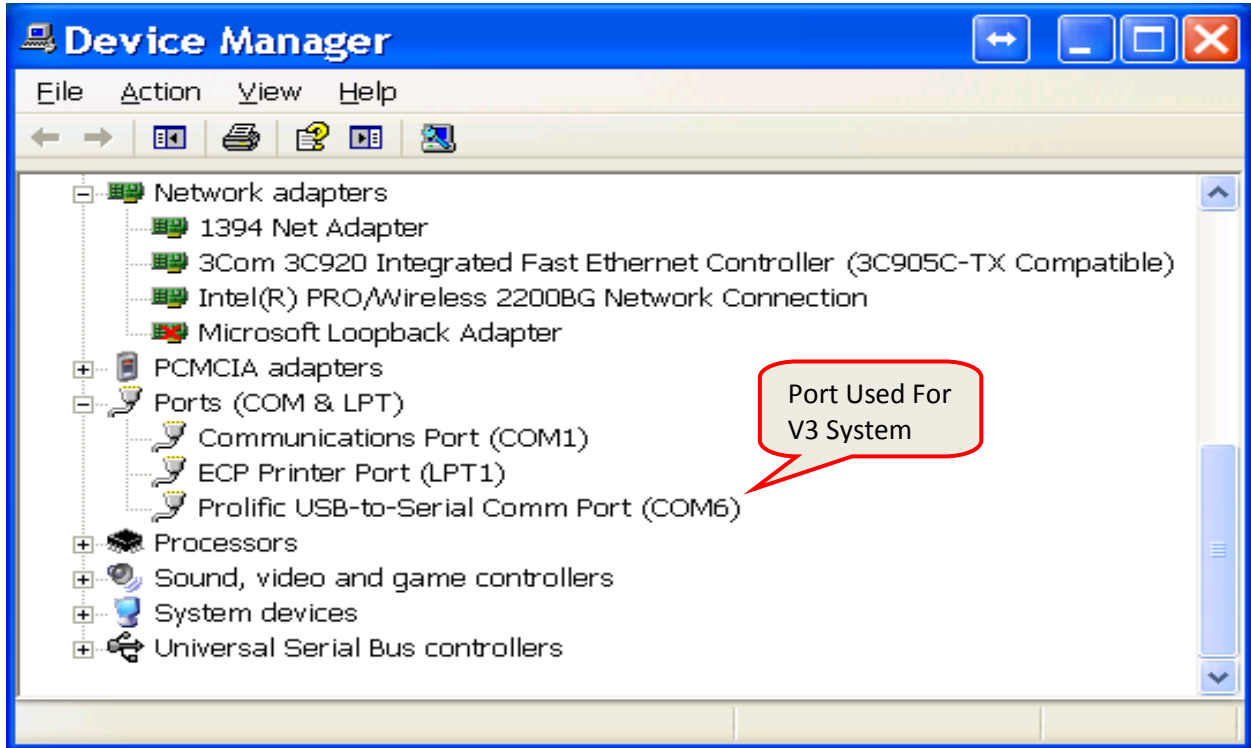 Device Manager
File Action View Help
Network adapters
1394 Net Adapter
3Com 3C920 Integrated Fast Ethernet Controller (3C905C-TX Compatible)
Intel(R) PRO/Wireless 2200BG Network Connection
Microsoft Loopback Adapter
PCMCIA adapters
Ports (COM & LPT)
Communications Port (COM1)
ECP Printer Port (LPT1)
Prolific USB-to-Serial Comm Port (COM6)
Port Used For
V3 System
Processors
Sound, video and game controllers
System devices
Universal Serial Bus controllers